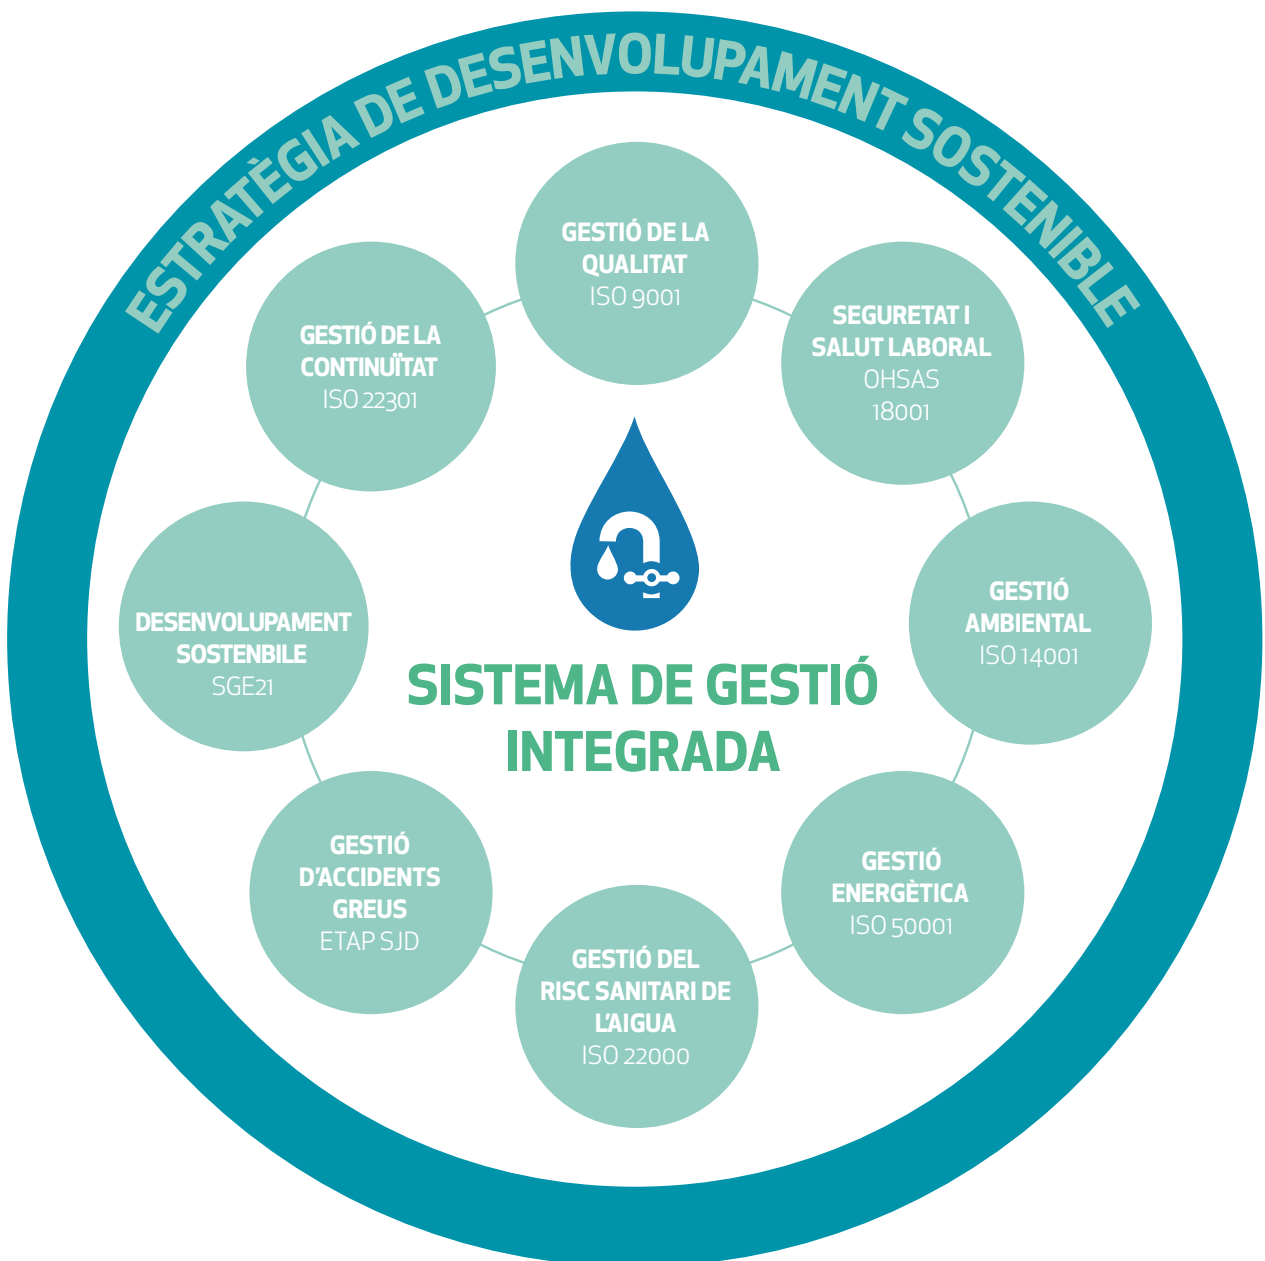 ESTRATÈGIA DE DESENVOLUPAMENT SOSTENIBLE
GESTIÓ DE LA
QUALITAT
ISO 9001
SEGURETAT I
SALUT LABORAL
OHSAS
18001
GESTIÓ
AMBIENTAL
ISO 14001
GESTIÓ
ENERGÈTICA
ISO 50001
GESTIÓ DEL
RISC SANITARI DE
L'AIGUA
ISO 22000
GESTIÓ
D'ACCIDENTS
GREUS
ETAP SJD
DESENVOLUPAMENT
SOSTENBILE
SGE21
GESTIÓ DE LA
CONTINUÏTAT
ISO 22301
SISTEMA DE GESTIÓ
INTEGRADA